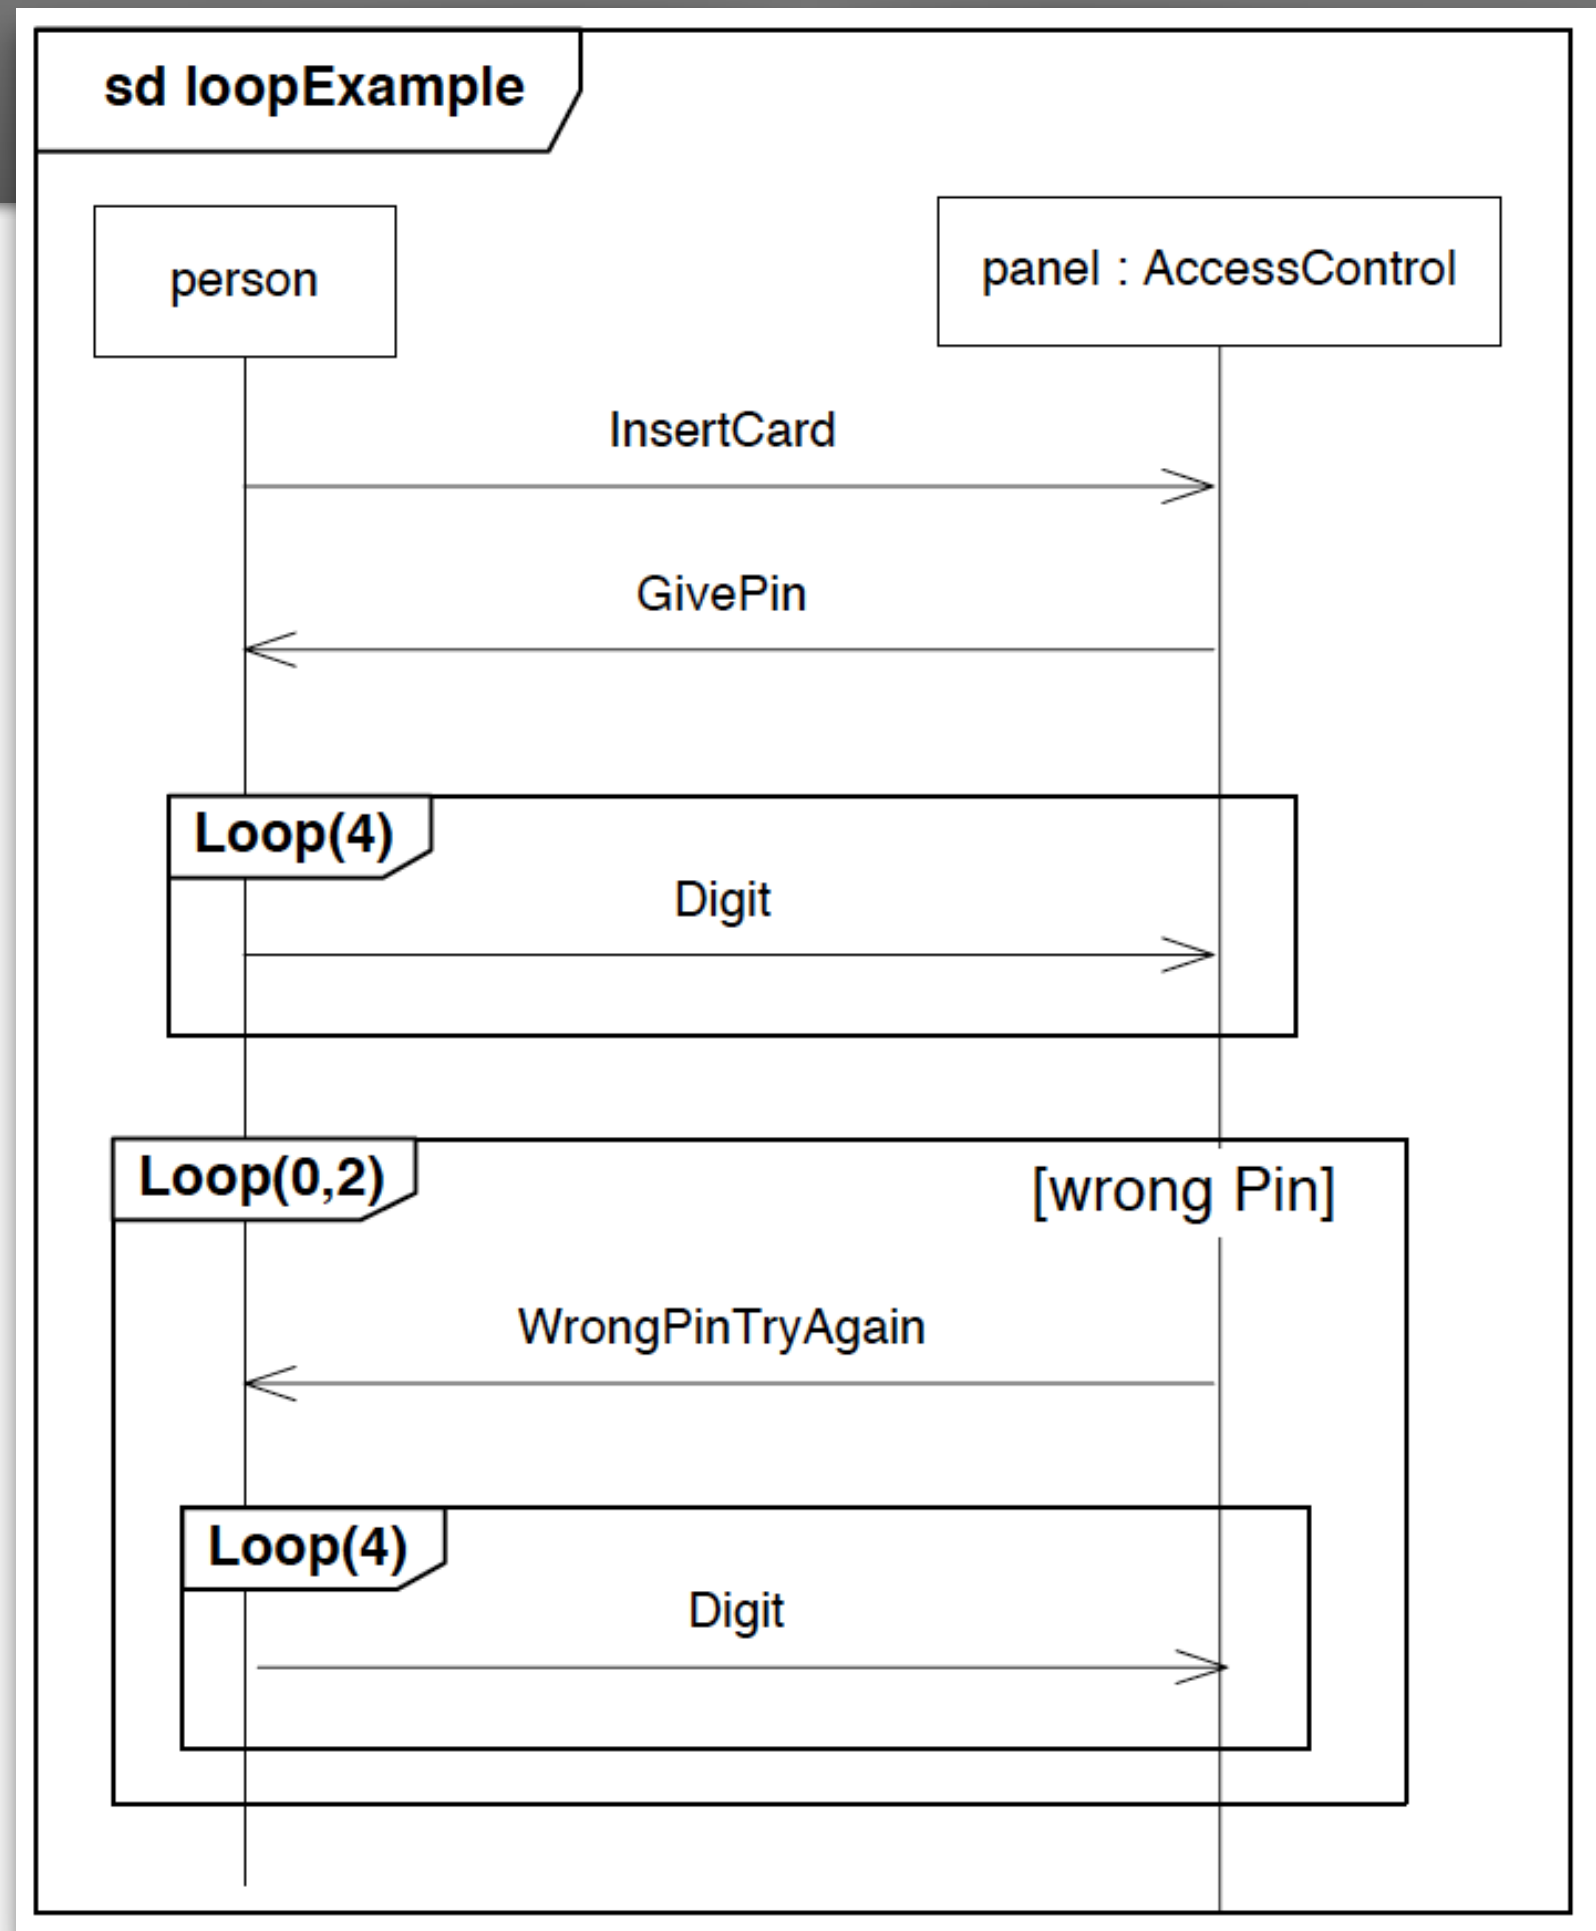 sd loopExample
person
panel : AccessControl
InsertCard
GivePin
Loop(4)
Digit
Loop(0,2)
[wrong Pin]
WrongPinTryAgain
Loop(4)
Digit